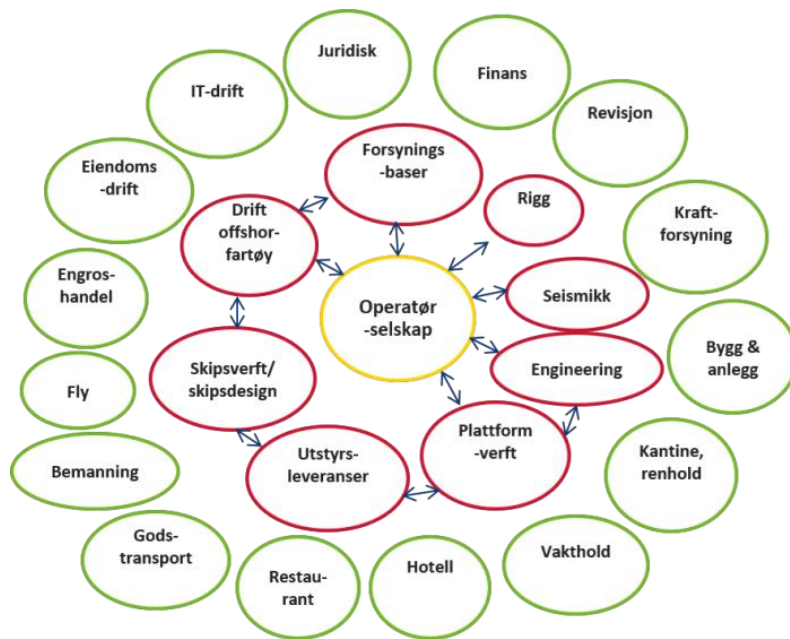 Juridisk
Finans
IT-drift
Revisjon
Forsynings
-baser
Eiendoms
-drift
Rigg
Kraft-
forsyning
Drift
offshor-
fartøy
Engros-
handel
Seismikk
Operatør
-selskap
Bygg &
anlegg
Skipsverft/
skipsdesign
Engineering
Fly
Plattform
-verft
Kantine,
renhold
Utstyrs-
leveranser
Bemanning
Gods-
transport
Vakthold
Hotell
Restau-
rant